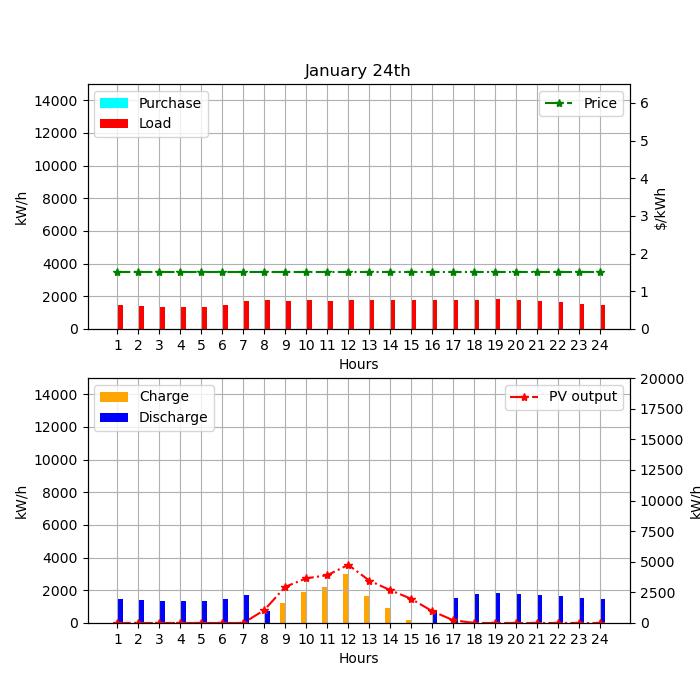 January 24th
Purchase
Load
Price
14000
12000
10000
8000
6000
4000
2000
0
kW/h
6
5
4
3
2
1
0
$/kWh
1 2 3 4 5 6 7 8 9 10 11 12 13 14 15 16 17 18 19 20 21 22 23 24
Hours
Charge
Discharge
PV output
14000
12000
10000
8000
6000
4000
2000
0
kW/h
20000
17500
15000
12500
10000
7500
5000
2500
0
kW/h
1 2 3 4 5 6 7 8 9 10 11 12 13 14 15 16 17 18 19 20 21 22 23 24
Hours